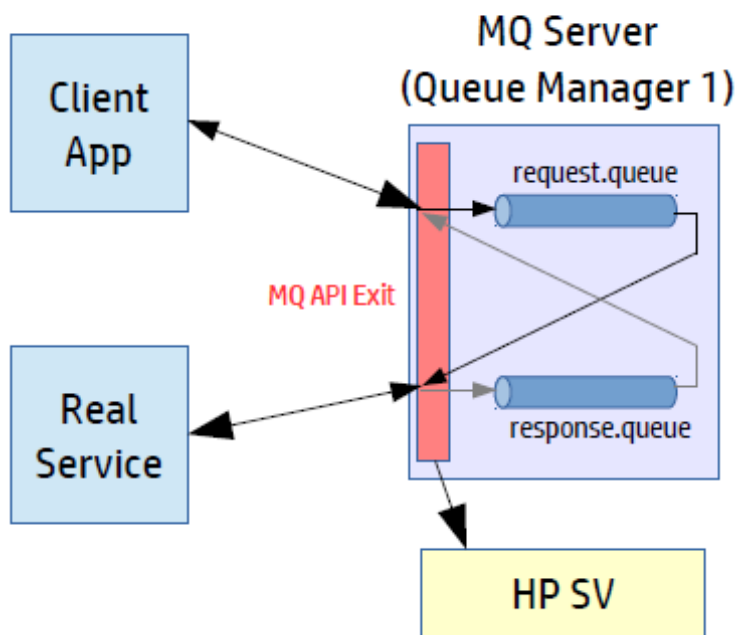 MQ Server
(Queue Manager 1)
Client
App
request.queue
MQ API Exit
Real
Service
response.queue
HP SV